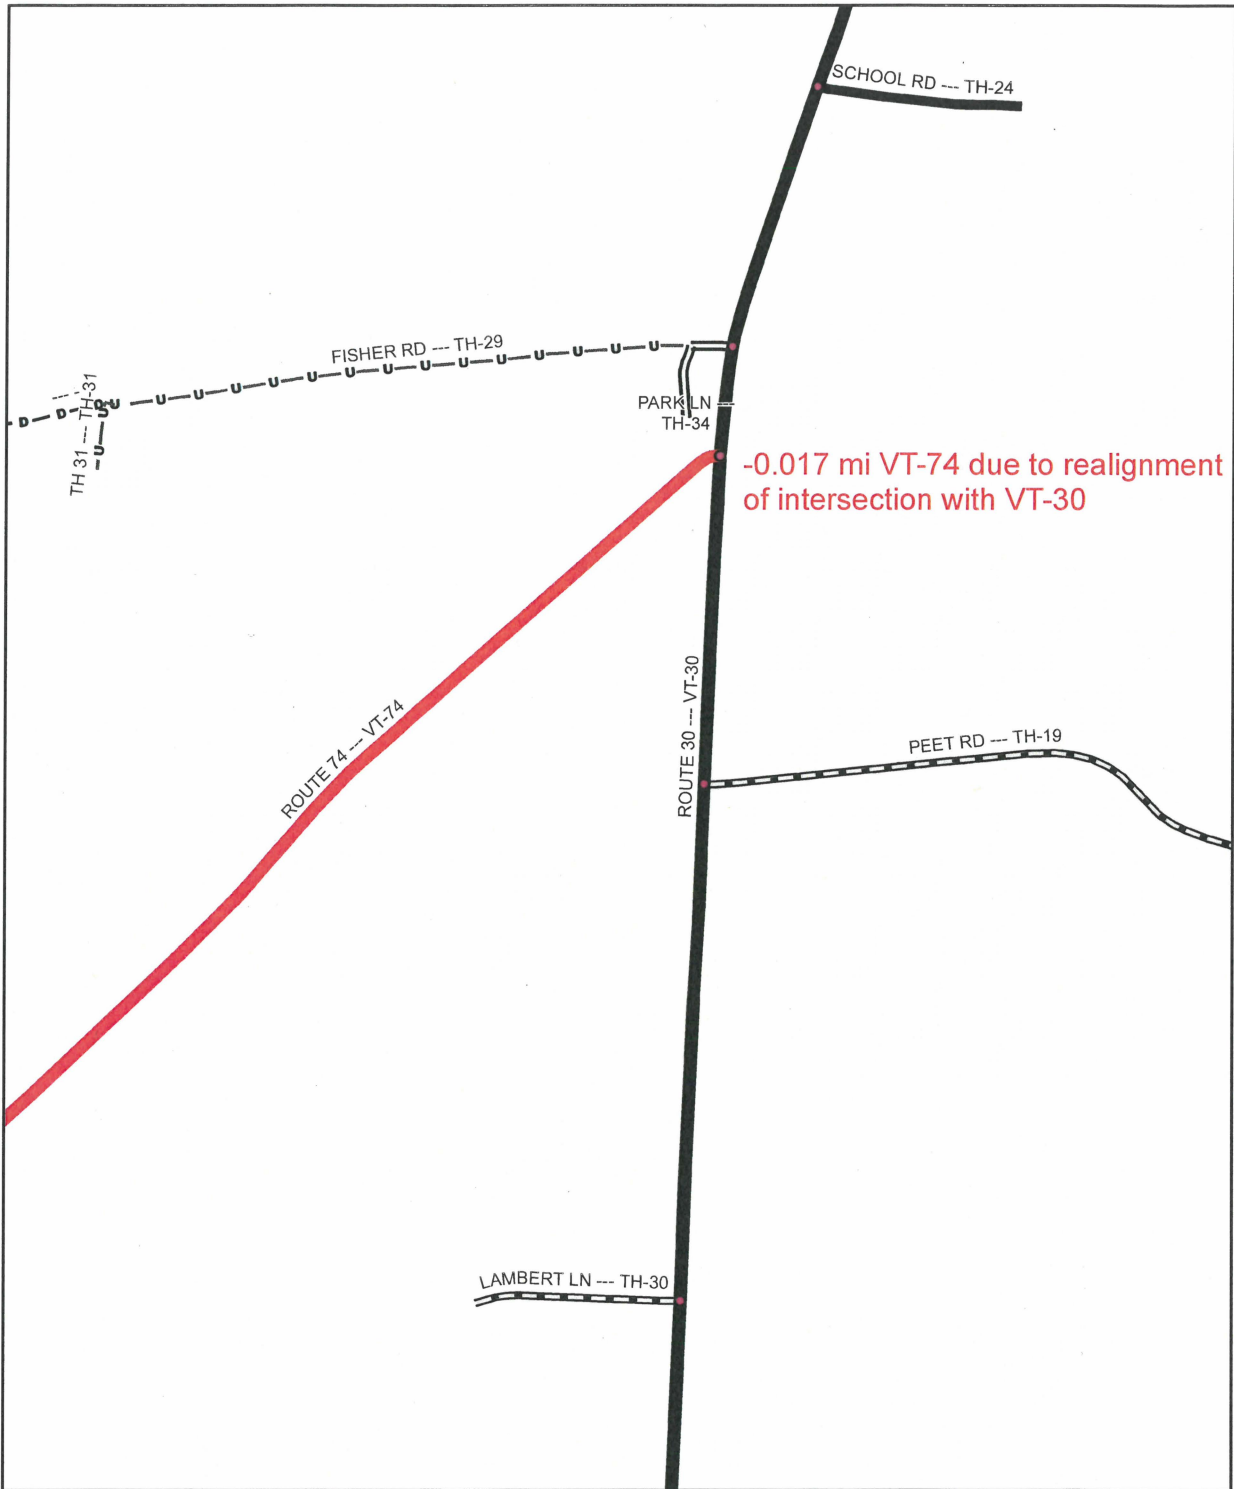 SCHOOL RD --- TH-24
FISHER RD --- TH-29
---- TH-31
TH 31 ---
PARK LN ---
TH-34
-0.017 mi VT-74 due to realignment
of intersection with VT-30
ROUTE 74 --- VT-74
ROUTE 30 --- VT-30
PEET RD --- TH-19
LAMBERT LN --- TH-30